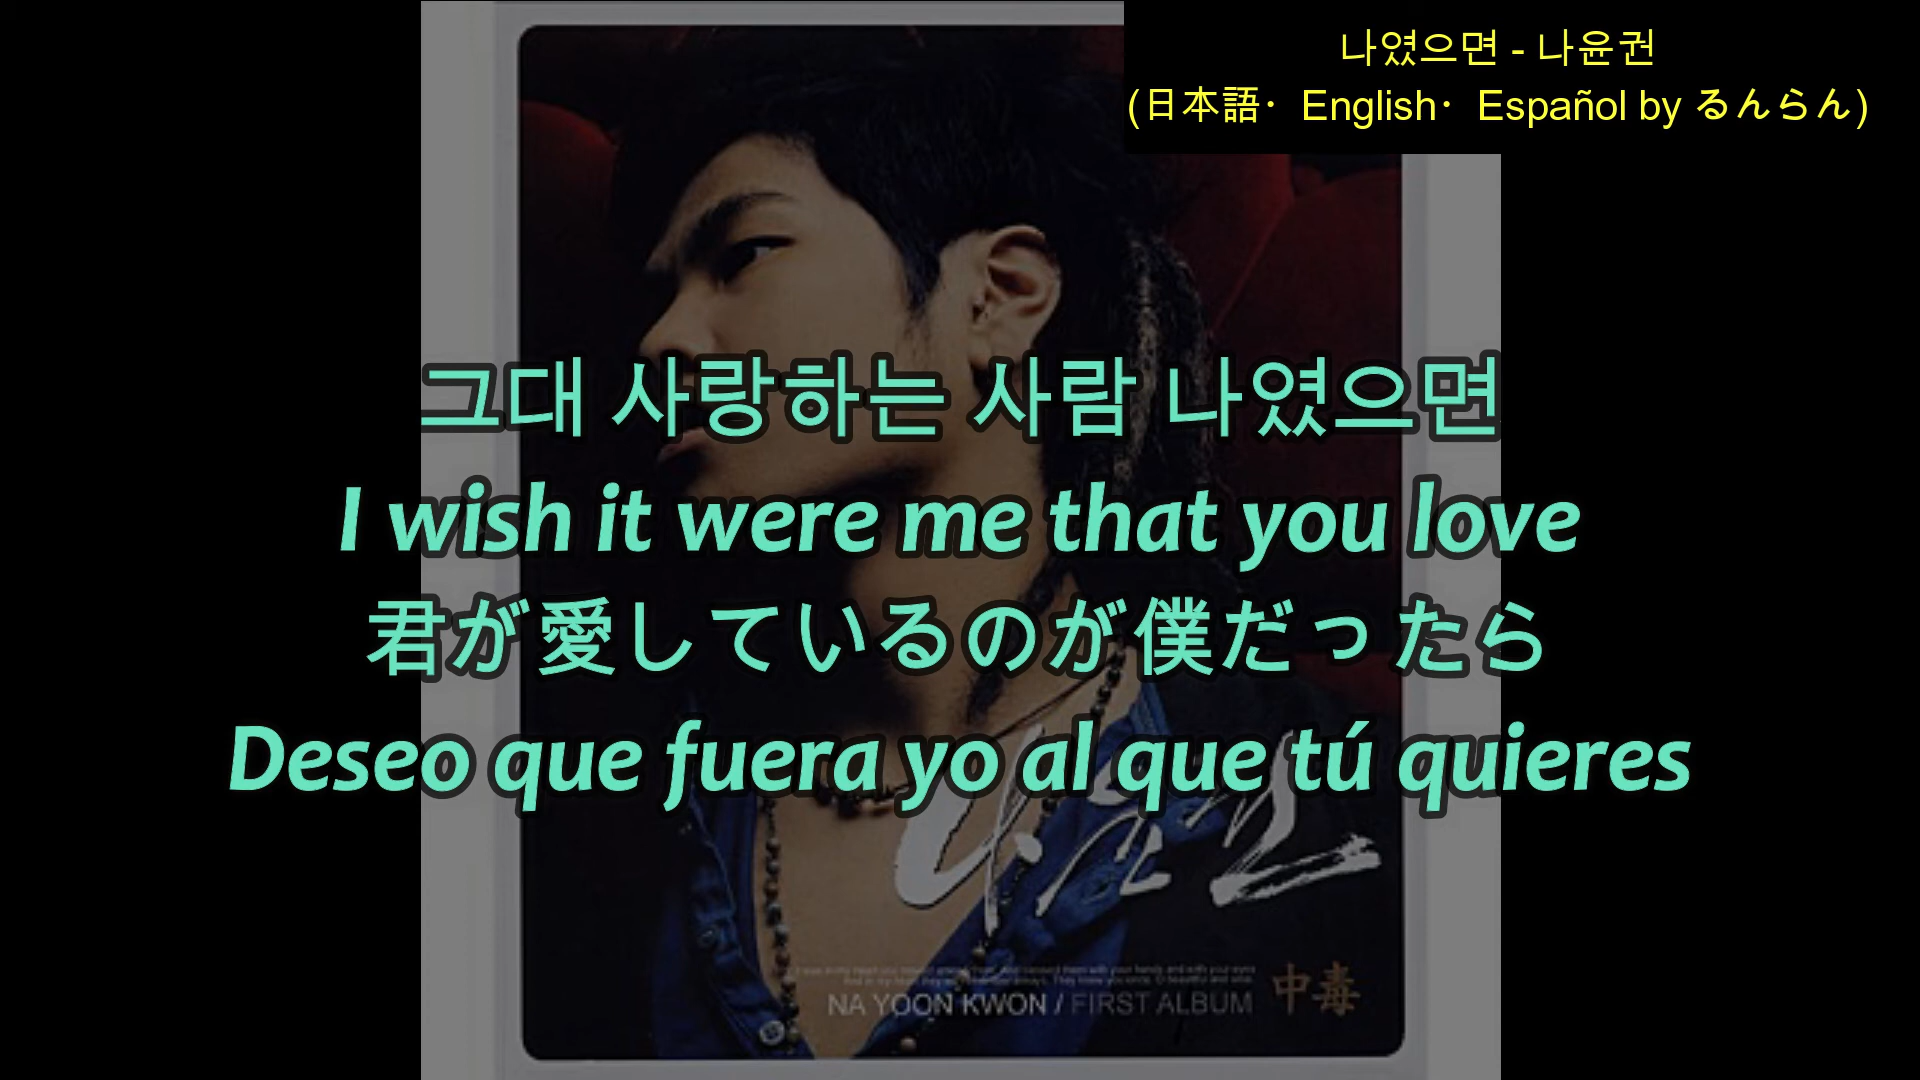 나였으면 - 나윤권
(日本語・English・Español by るんらん)
그대 사랑하는 사람 나였으면
I wish it were me that you love
君が愛しているのが僕だったら
Deseo que fuera yo al que tú quieres
나윤권
NA YOON KWON / FIRST ALBUM 中毒